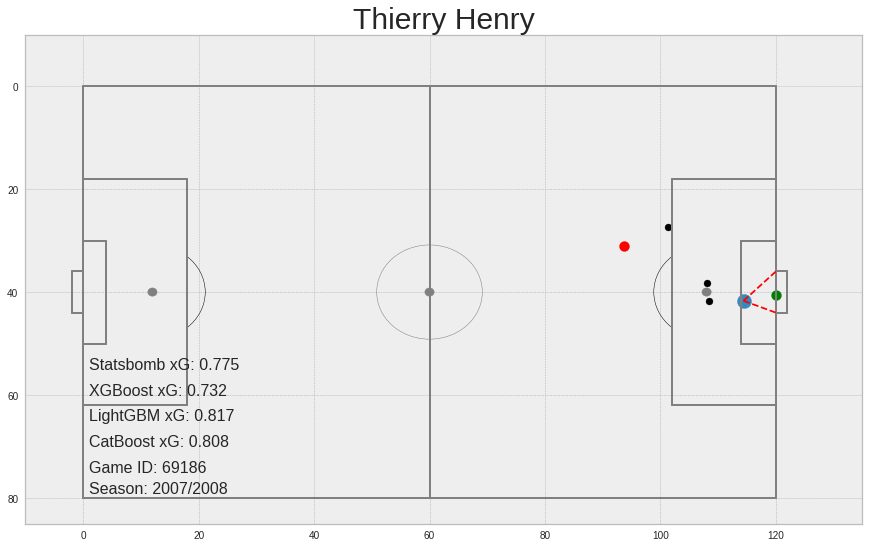 Thierry Henry
0
20
40
60
80
Statsbomb xG: 0.775
XGBoost xG: 0.732
LightGBM xG: 0.817
CatBoost xG: 0.808
Game ID: 69186
Season: 2007/2008
0 20 40 60 80 100 120